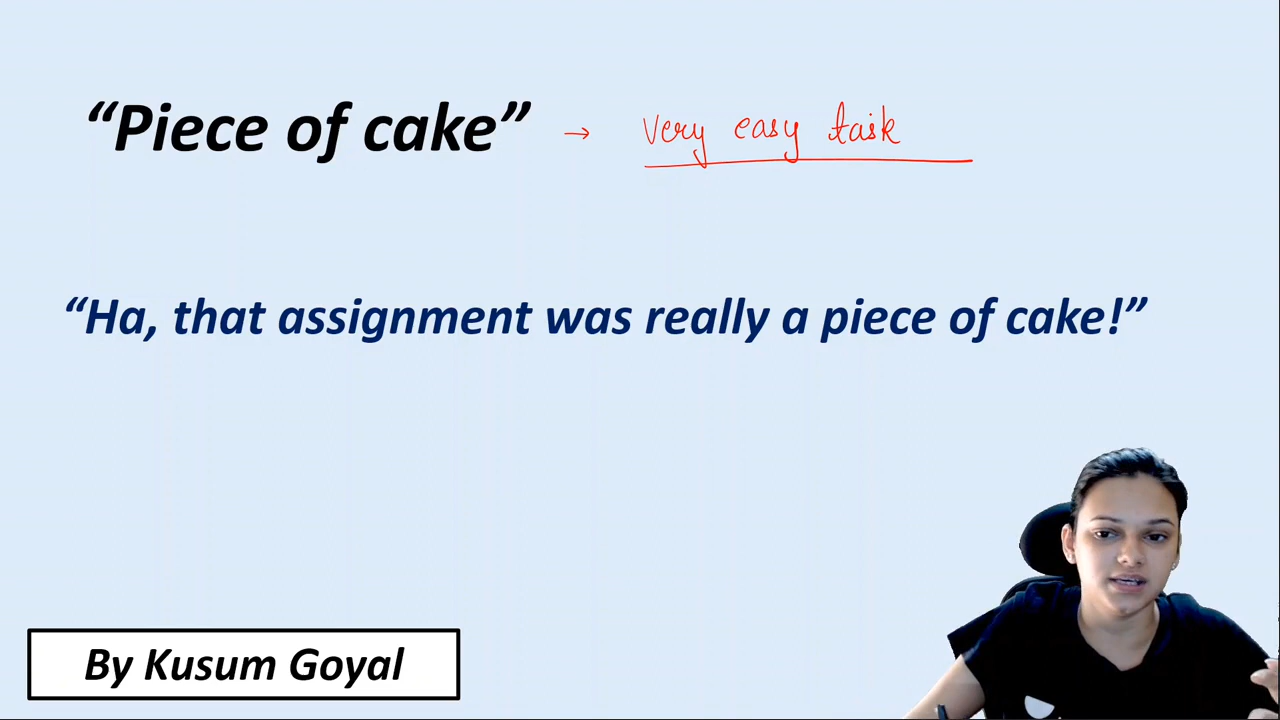 “Piece of cake” → very easy task
“Ha, that assignment was really a piece of cake!”
By Kusum Goyal